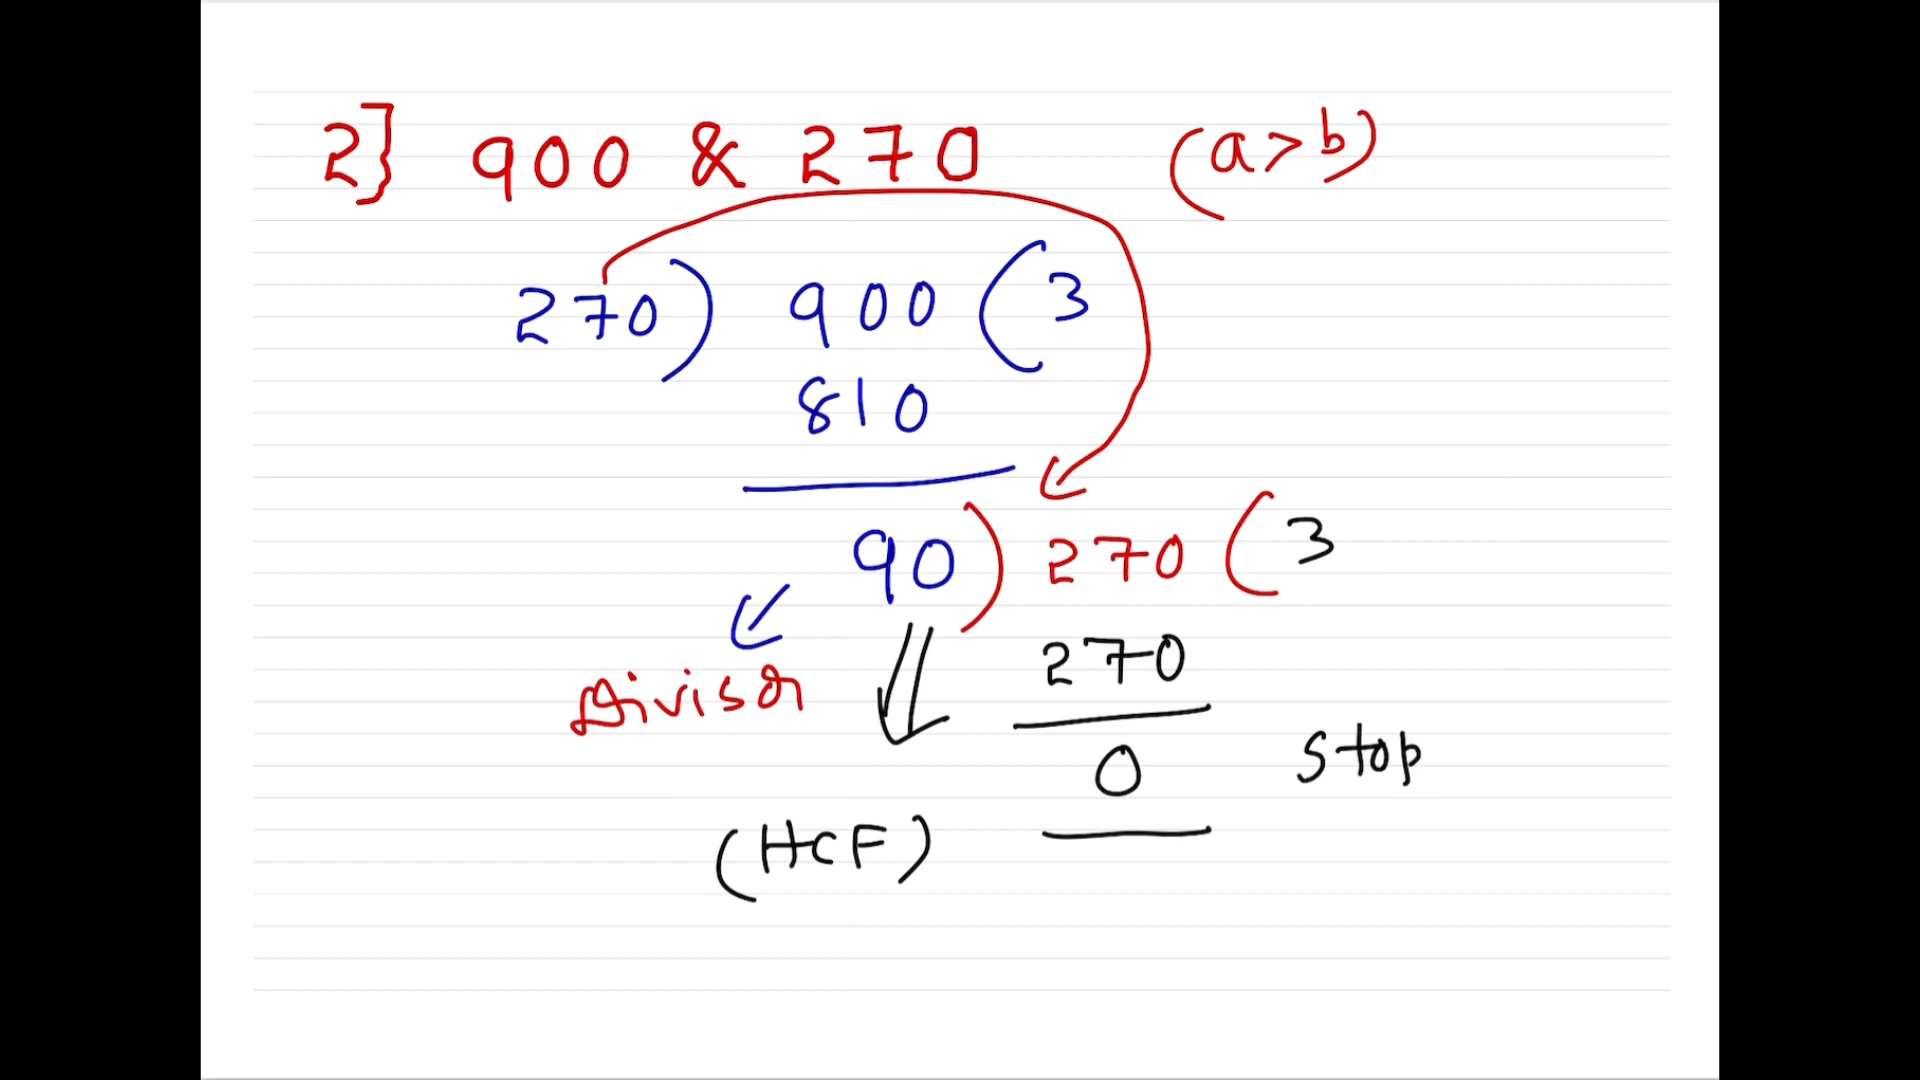 2} 900 & 270 (a>b)
270) 900 (3
810
90) 270 (3
Divisor 270
0 Stop
(HCF)